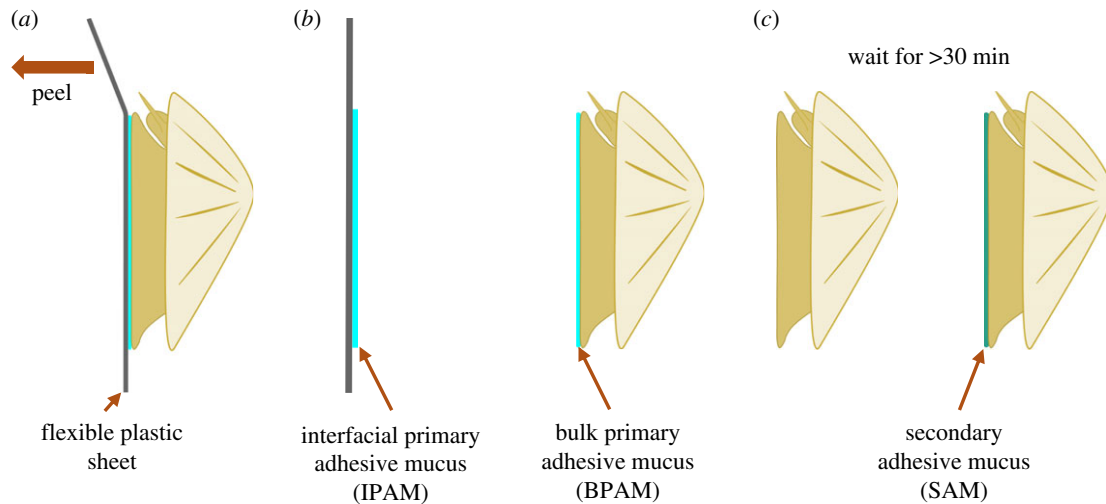 (a)
peel
flexible plastic
sheet
(b)
interfacial primary
adhesive mucus
(IPAM)
bulk primary
adhesive mucus
(BPAM)
(c)
wait for >30 min
secondary
adhesive mucus
(SAM)